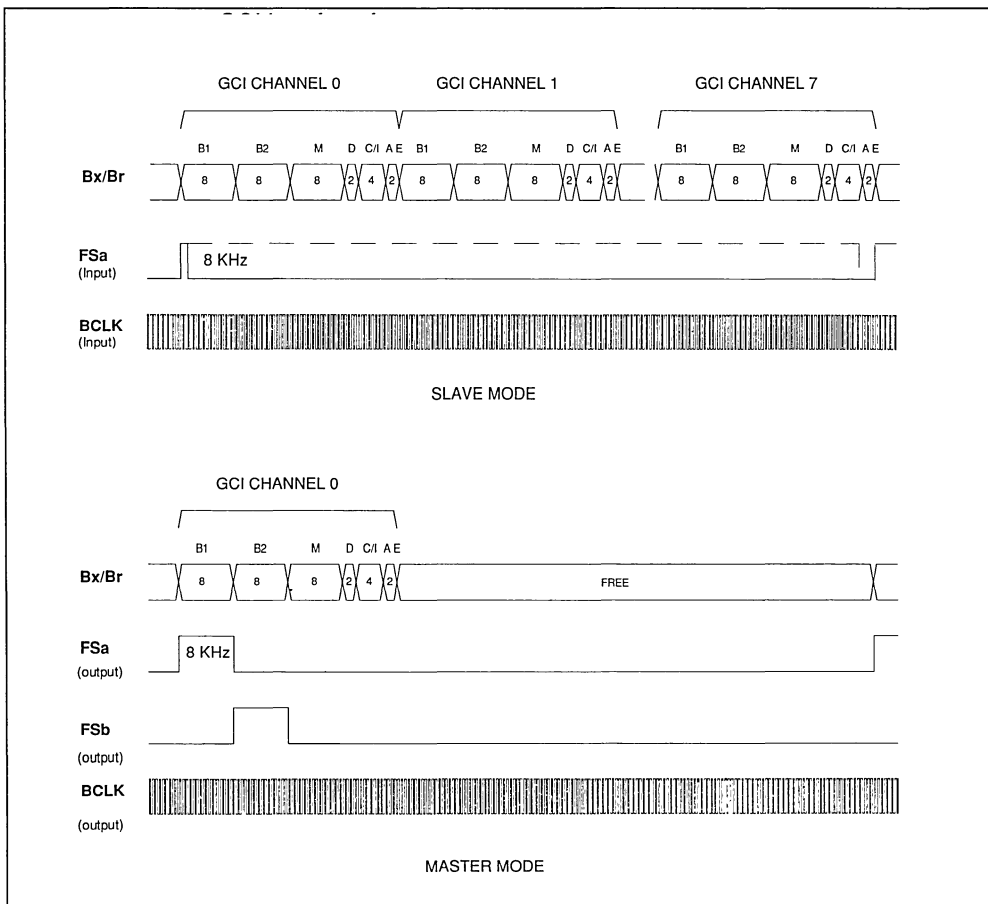 GCI CHANNEL 0 GCI CHANNEL 1 GCI CHANNEL 7
B1 B2 M D C/I A E B1 B2 M D C/I A E B1 B2 M D C/I A E
Bx/Br 8 8 8 2 4 2 8 8 8 2 4 2 8 8 8 2 4 2
FSa 8 KHz
(Input)
BCLK
(Input)
SLAVE MODE
GCI CHANNEL 0
B1 B2 M D C/I A E
Bx/Br 8 8 8 2 4 2 FREE
FSa 8 KHz
(output)
FSb
(output)
BCLK
(output)
MASTER MODE